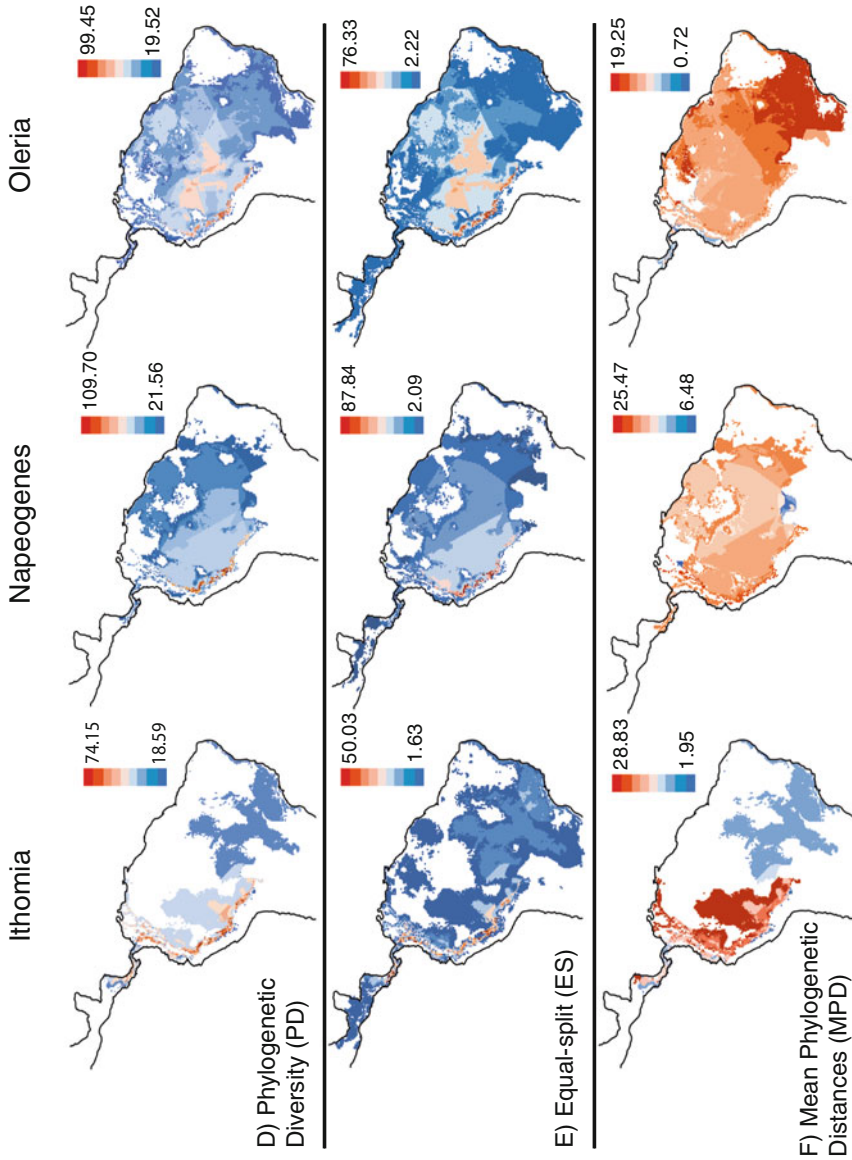 Ithomia
Napeogenes
Oleria
74.15
18.59
109.70
21.56
99.45
19.52
D) Phylogenetic
Diversity (PD)
50.03
1.63
87.84
2.09
76.33
2.22
E) Equal-split (ES)
28.83
1.95
25.47
6.48
19.25
0.72
F) Mean Phylogenetic
Distances (MPD)